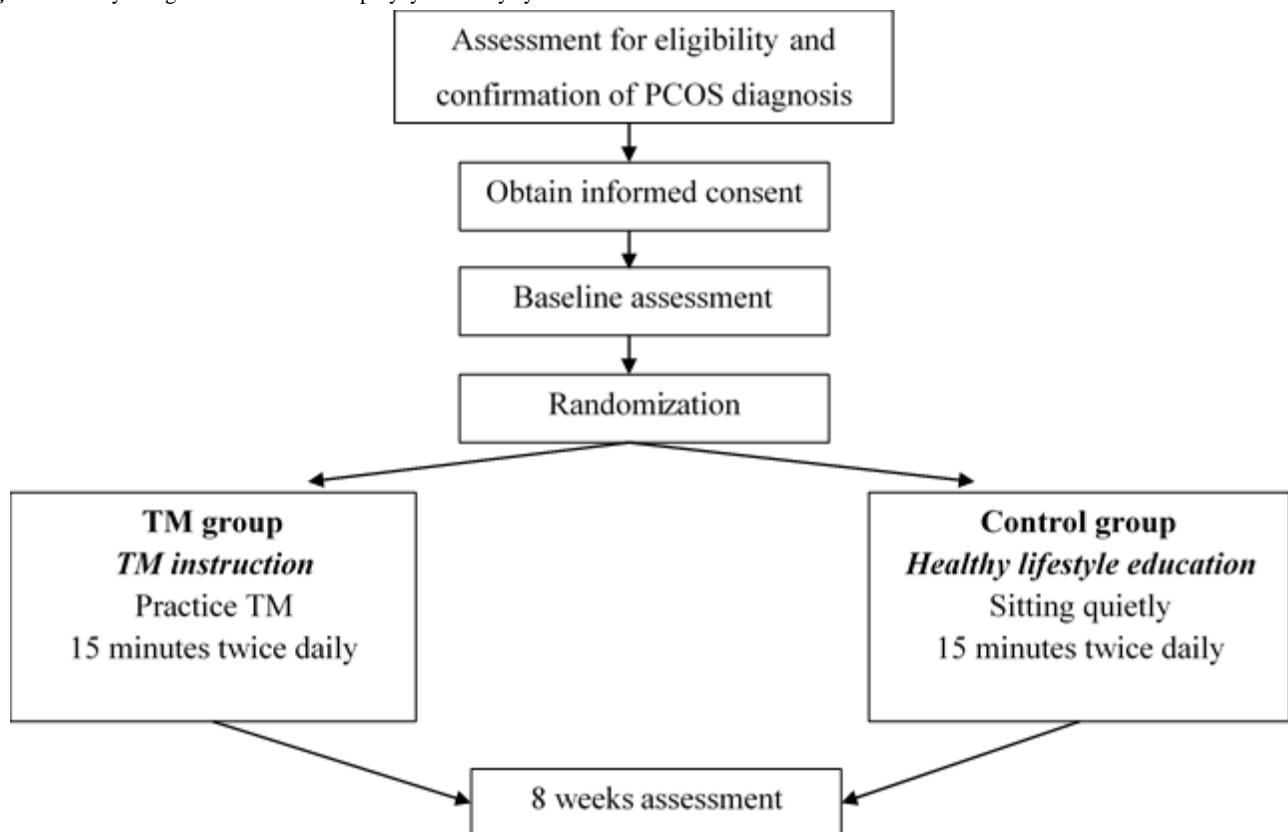 Assessment for eligibility and
confirmation of PCOS diagnosis
Obtain informed consent
Baseline assessment
Randomization
TM group
TM instruction
Practice TM
15 minutes twice daily
Control group
Healthy lifestyle education
Sitting quietly
15 minutes twice daily
8 weeks assessment